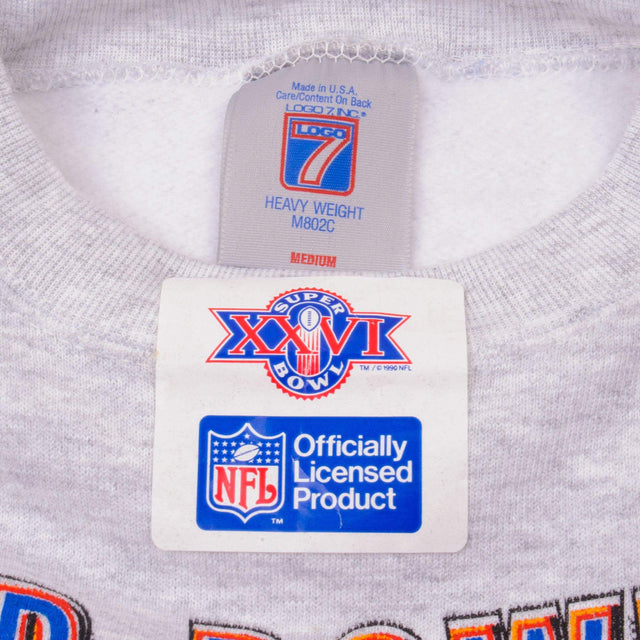 Made in U.S.A.
Care/Content On Back
LOGO 7, INC.®
LOGO
7
HEAVY WEIGHT
M802C
MEDIUM
SUPER
XXVI
BOWL
TM / © 1990 NFL
NFL
TM
Officially
Licensed
Product